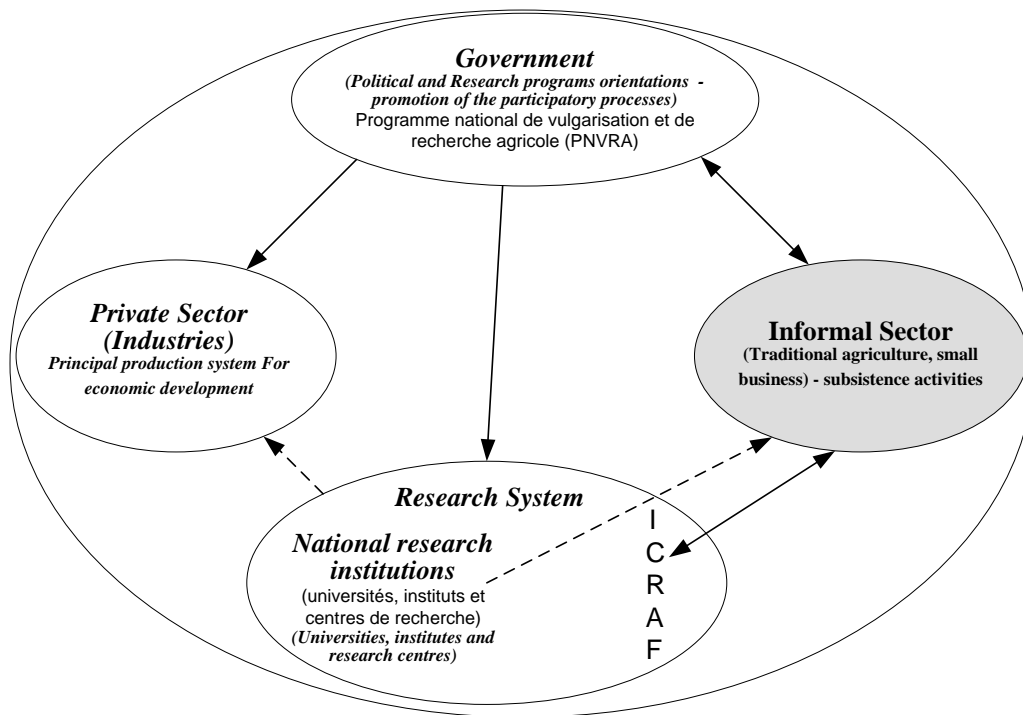 Government
(Political and Research programs orientations -
promotion of the participatory processes)
Programme national de vulgarisation et de
recherche agricole (PNVRA)
Private Sector
(Industries)
Principal production system For
economic development
Informal Sector
(Traditional agriculture, small
business) - subsistence activities
Research System
National research
institutions
(universités, instituts et
centres de recherche)
(Universities, institutes and
research centres)
I
C
R
A
F